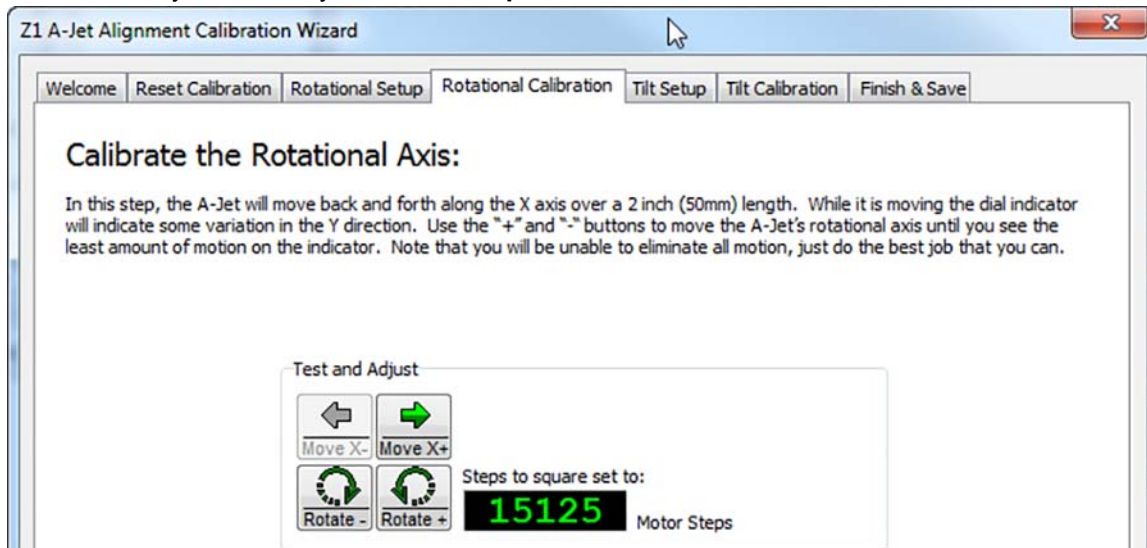 Z1 A-Jet Alignment Calibration Wizard
Welcome Reset Calibration Rotational Setup Rotational Calibration Tilt Setup Tilt Calibration Finish & Save
Calibrate the Rotational Axis:
In this step, the A-Jet will move back and forth along the X axis over a 2 inch (50mm) length. While it is moving the dial indicator
will indicate some variation in the Y direction. Use the "+" and "-" buttons to move the A-Jet's rotational axis until you see the
least amount of motion on the indicator. Note that you will be unable to eliminate all motion, just do the best job that you can.
Test and Adjust
Move X- Move X+
Steps to square set to:
Rotate - Rotate + 15125 Motor Steps